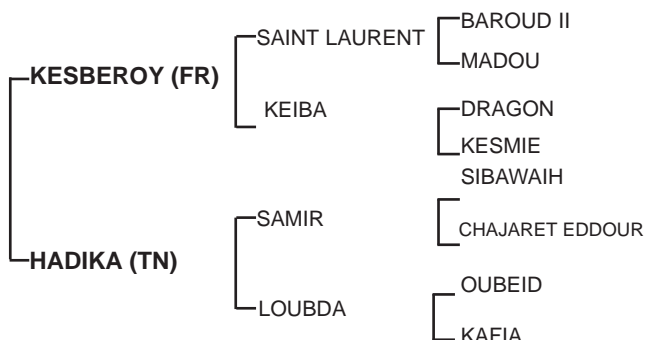 BAROUD II
SAINT LAURENT
MADOU
KESBEROY (FR)
KEIBA
DRAGON
KESMIE
SIBAWAIH
SAMIR
CHAJARET EDDOUR
HADIKA (TN)
OUBEID
LOUBDA
KAFIA